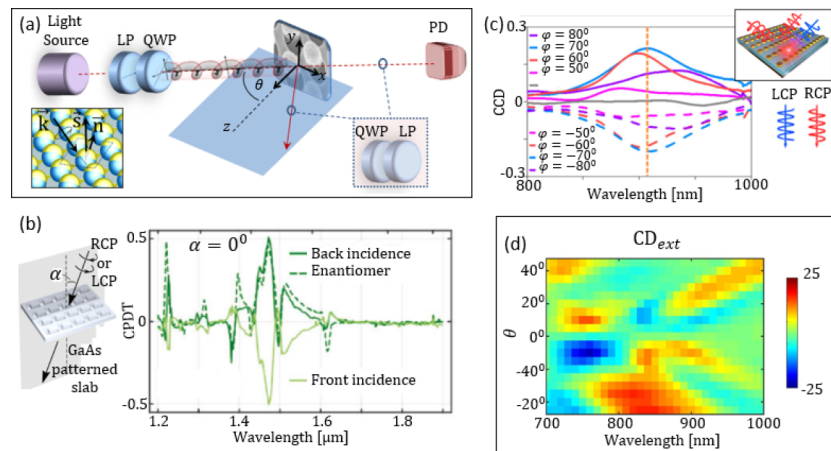 (a)
Light
Source
LP QWP
PD
y
x
θ
z
k S n
QWP LP
(b)
α
RCP
or
LCP
GaAs
patterned
slab
α = 0⁰
CPDT
0.5
0
-0.5
Back incidence
Enantiomer
Front incidence
1.2 1.4 1.6 1.8
Wavelength [μm]
(c)
CCD
0.3
0
-0.3
φ = 80⁰
φ = 70⁰
φ = 60⁰
φ = 50⁰
φ = −50⁰
φ = −60⁰
φ = −70⁰
φ = −80⁰
800 1000
Wavelength [nm]
LCP RCP
(d)
CDext
θ
40⁰
20⁰
0⁰
-20⁰
-20⁰
700 800 900 1000
Wavelength [nm]
25
0
-25